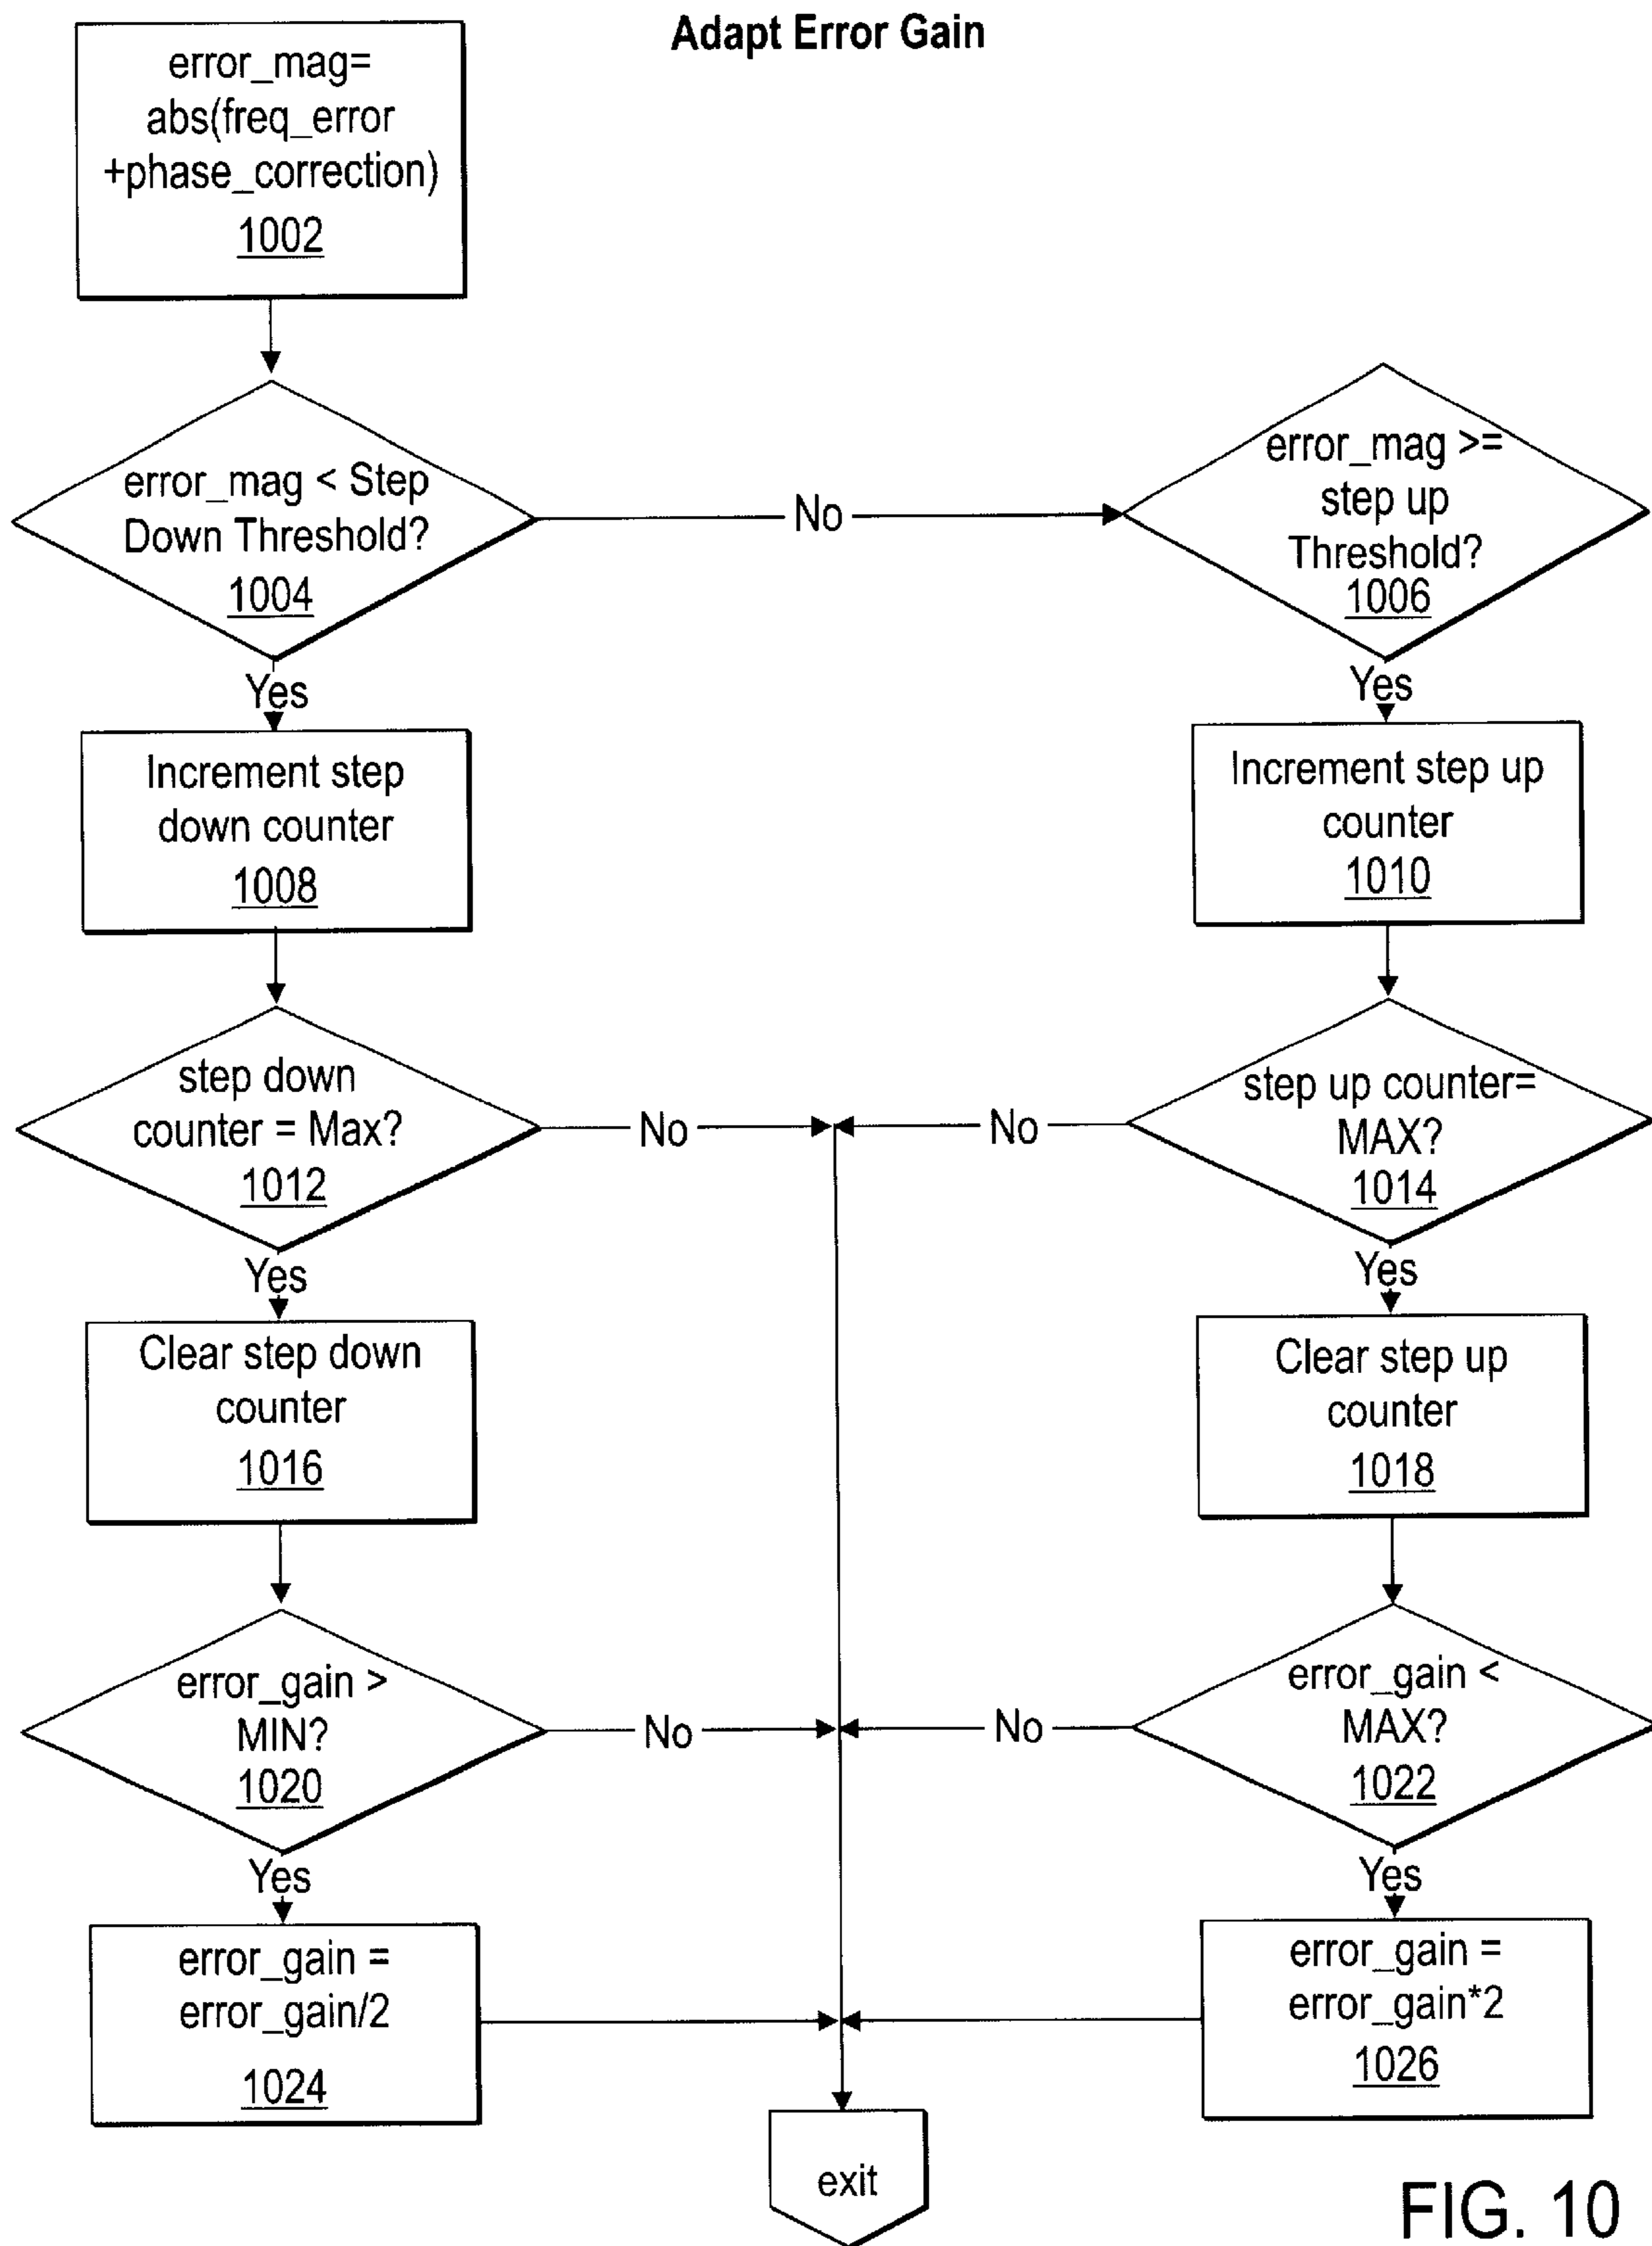 Adapt Error Gain
error_mag=
abs(freq_error
+phase_correction)
1002
error_mag < Step
Down Threshold?
1004
No
error_mag >=
step up
Threshold?
1006
Yes
Yes
Increment step
down counter
1008
Increment step up
counter
1010
step down
counter = Max?
1012
No
No
step up counter=
MAX?
1014
Yes
Yes
Clear step down
counter
1016
Clear step up
counter
1018
error_gain >
MIN?
1020
No
No
error_gain <
MAX?
1022
Yes
Yes
error_gain =
error_gain/2
1024
error_gain =
error_gain*2
1026
exit
FIG. 10